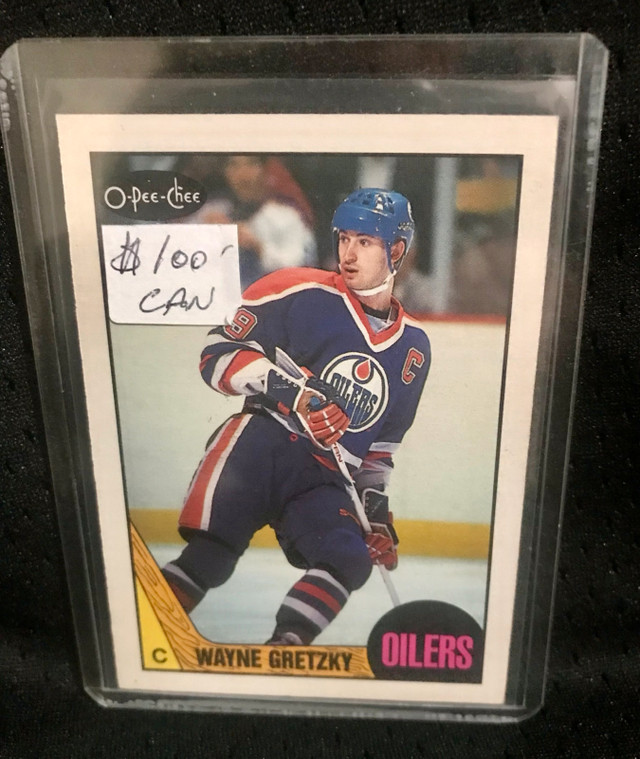 O-Pee-Chee
$100
CAN
9
C
OILERS
C WAYNE GRETZKY
OILERS